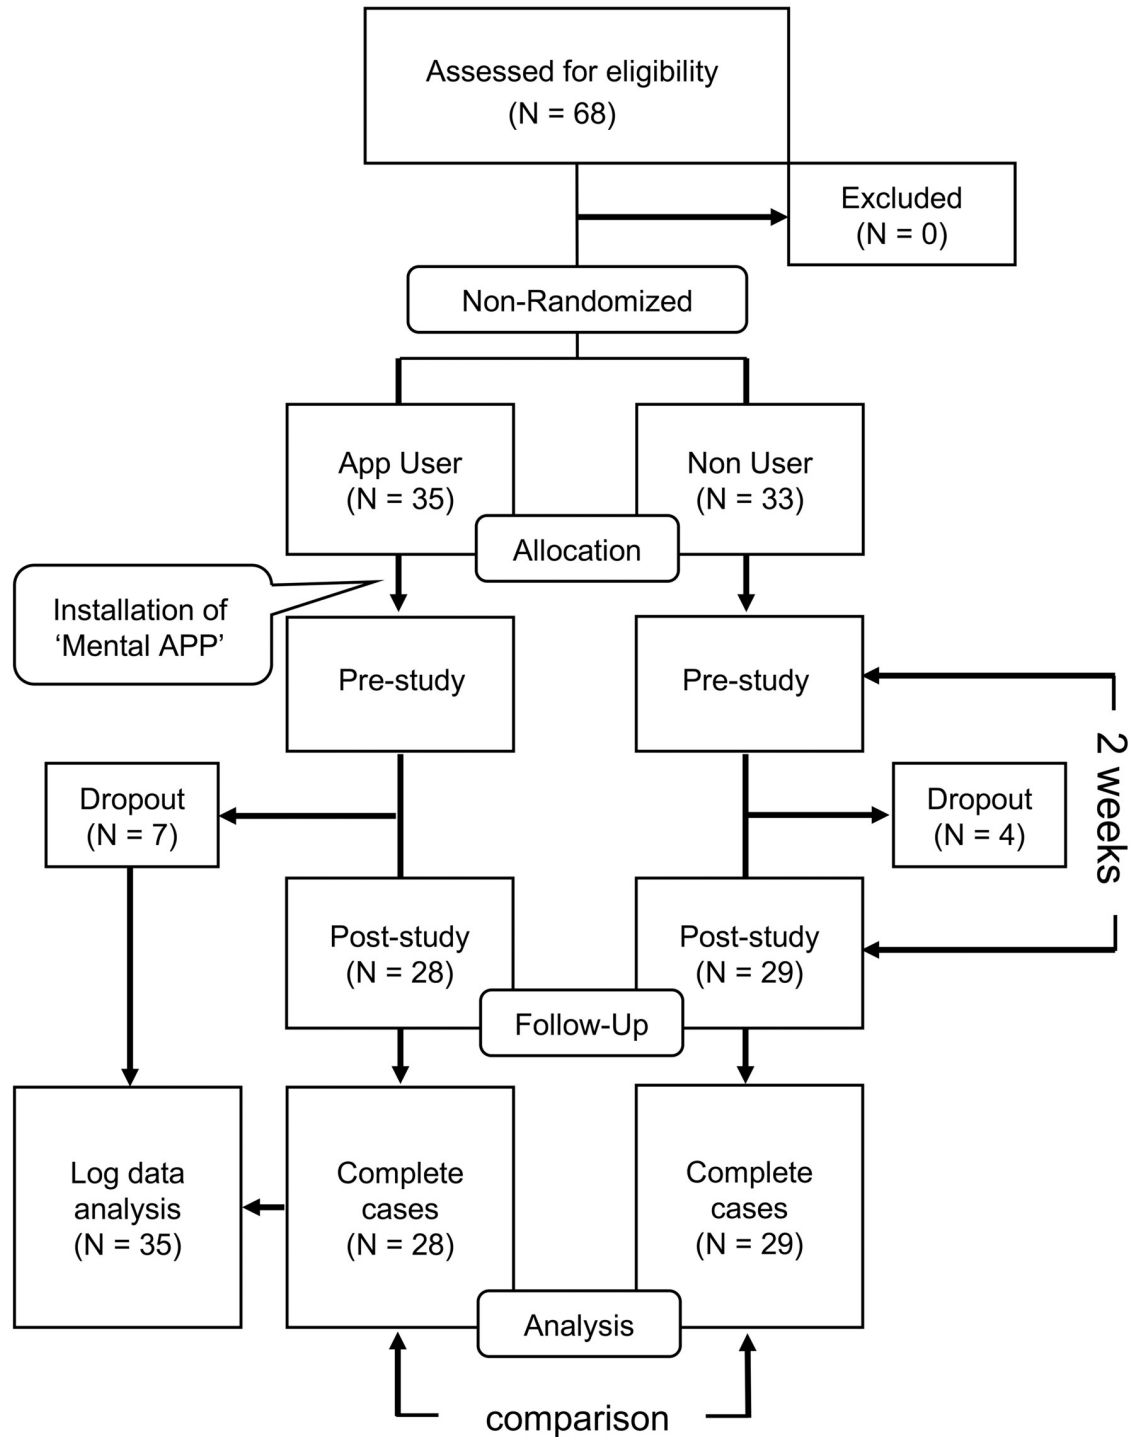 Assessed for eligibility
(N = 68)
Excluded
(N = 0)
Non-Randomized
App User
(N = 35)
Non User
(N = 33)
Allocation
Installation of
‘Mental APP’
Pre-study
Pre-study
2 weeks
Dropout
(N = 7)
Dropout
(N = 4)
Post-study
(N = 28)
Post-study
(N = 29)
Follow-Up
Log data
analysis
(N = 35)
Complete
cases
(N = 28)
Complete
cases
(N = 29)
Analysis
comparison